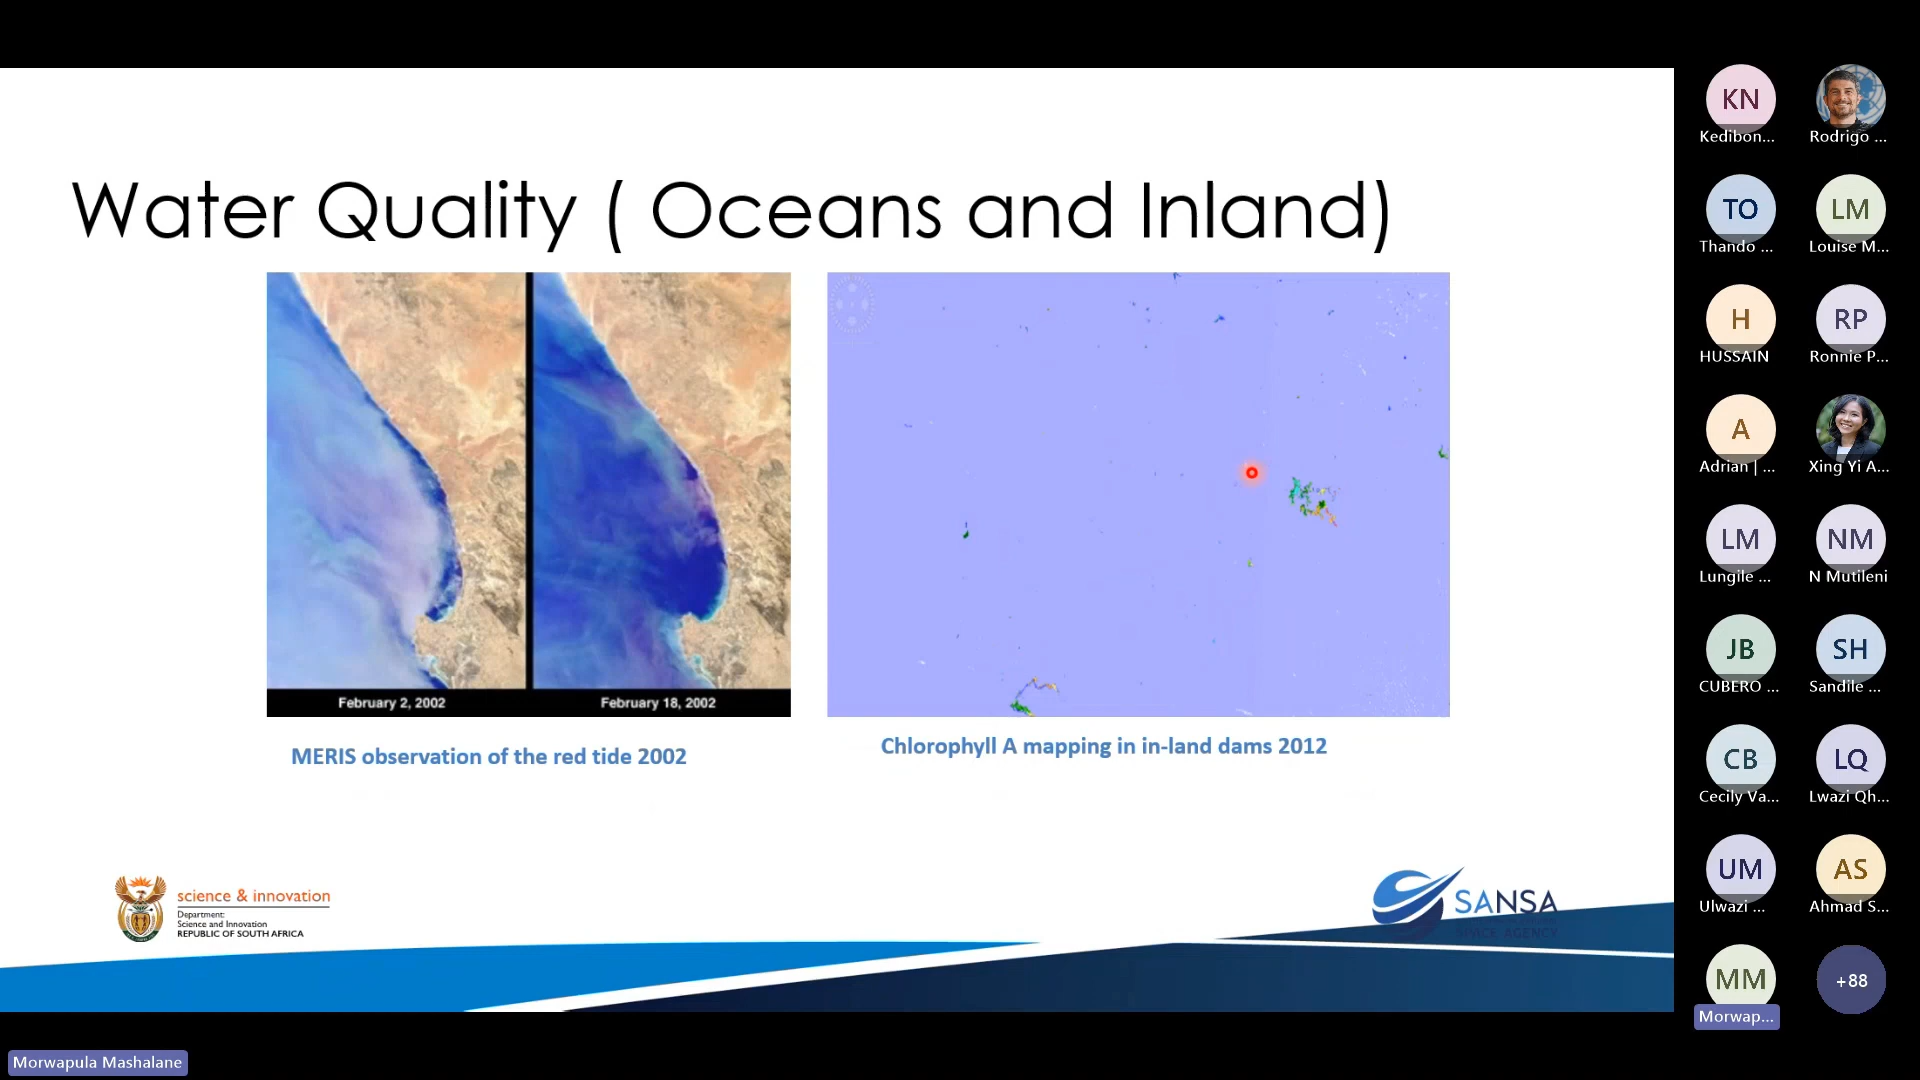 Water Quality ( Oceans and Inland)
February 2, 2002
February 18, 2002
MERIS observation of the red tide 2002
Chlorophyll A mapping in in-land dams 2012
science & innovation
Department:
Science and Innovation
REPUBLIC OF SOUTH AFRICA
SANSA
SPACE AGENCY
KN
Kedibon...
Rodrigo ...
TO
Thando ...
LM
Louise M...
H
HUSSAIN
RP
Ronnie P...
A
Adrian | ...
Xing Yi A...
LM
Lungile ...
NM
N Mutileni
JB
CUBERO ...
SH
Sandile ...
CB
Cecily Va...
LQ
Lwazi Qh...
UM
Ulwazi ...
AS
Ahmad S...
MM
Morwap...
+88
Morwapula Mashalane